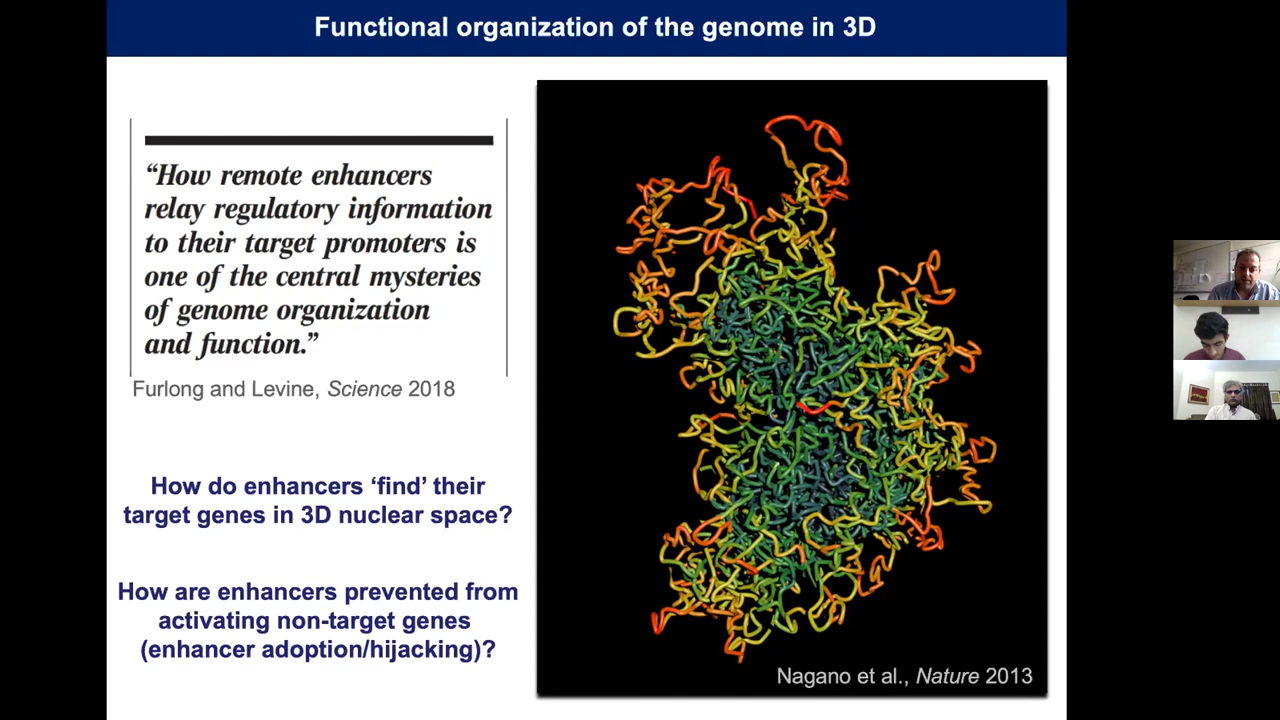 Functional organization of the genome in 3D
“How remote enhancers
relay regulatory information
to their target promoters is
one of the central mysteries
of genome organization
and function.”
Furlong and Levine, Science 2018
How do enhancers ‘find’ their
target genes in 3D nuclear space?
How are enhancers prevented from
activating non-target genes
(enhancer adoption/hijacking)?
Nagano et al., Nature 2013